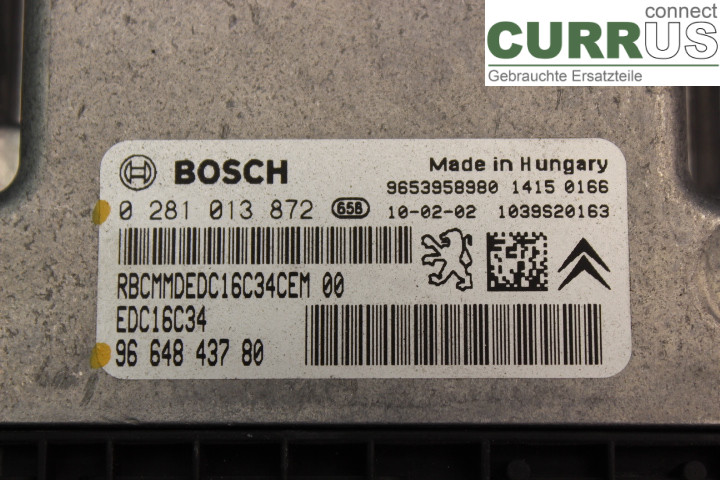 connect
CURRUS
Gebrauchte Ersatzteile
BOSCH
Made in Hungary
9653958980 1415 0166
0 281 013 872 658
10-02-02 1039S20163
RBCMMDEDC16C34CEM 00
EDC16C34
96 648 437 80